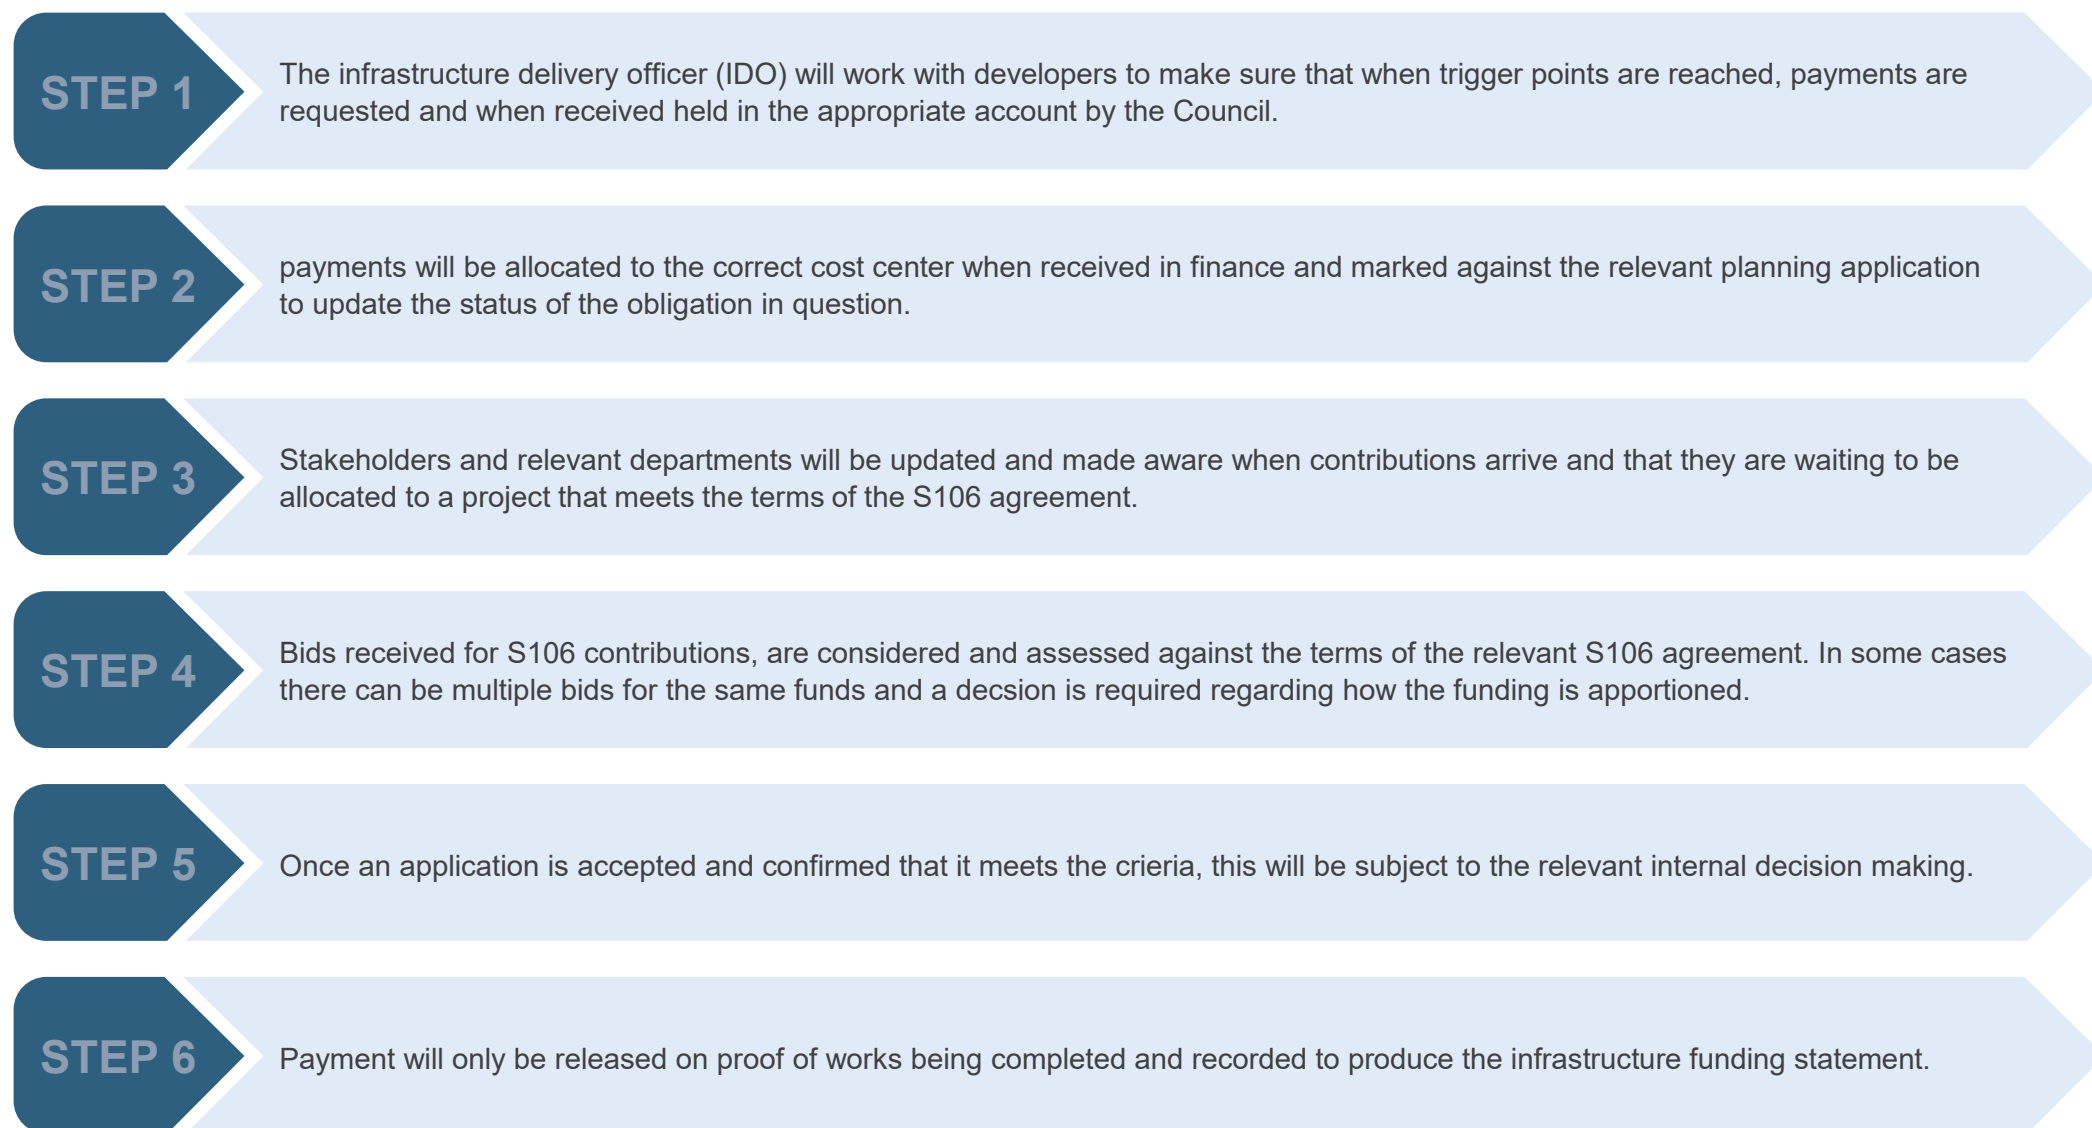 STEP 1
The infrastructure delivery officer (IDO) will work with developers to make sure that when trigger points are reached, payments are
requested and when received held in the appropriate account by the Council.
STEP 2
payments will be allocated to the correct cost center when received in finance and marked against the relevant planning application
to update the status of the obligation in question.
STEP 3
Stakeholders and relevant departments will be updated and made aware when contributions arrive and that they are waiting to be
allocated to a project that meets the terms of the S106 agreement.
STEP 4
Bids received for S106 contributions, are considered and assessed against the terms of the relevant S106 agreement. In some cases
there can be multiple bids for the same funds and a decsion is required regarding how the funding is apportioned.
STEP 5
Once an application is accepted and confirmed that it meets the crieria, this will be subject to the relevant internal decision making.
STEP 6
Payment will only be released on proof of works being completed and recorded to produce the infrastructure funding statement.